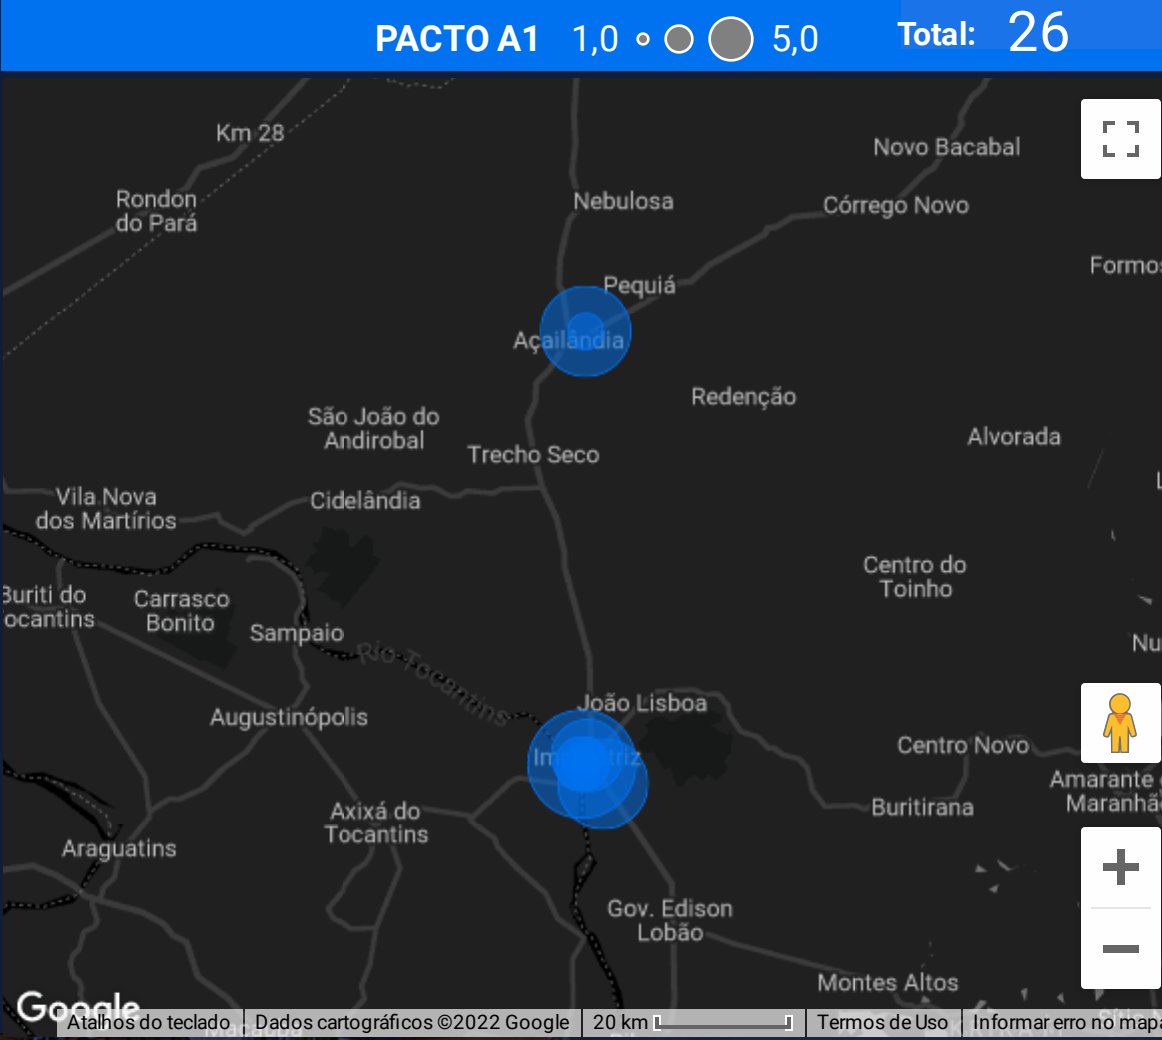 PACTO A1 1,0 5,0 Total: 26
Km 28
Novo Bacabal
Rondon
do Pará
Nebulosa
Córrego Novo
Pequiá
Açailândia
Redenção
São João do
Andirobal
Alvorada
Trecho Seco
Vila Nova
dos Martírios
Cidelândia
Centro do
Toinho
Carrasco
Bonito
Sampaio
Rio Tocantins
João Lisboa
Augustinópolis
Centro Novo
Axixá do
Tocantins
Buritirana
Araguatins
Gov. Edison
Lobão
Montes Altos
Google
Atalhos do teclado Dados cartográficos ©2022 Google 20 km Termos de Uso Informar erro no mapa